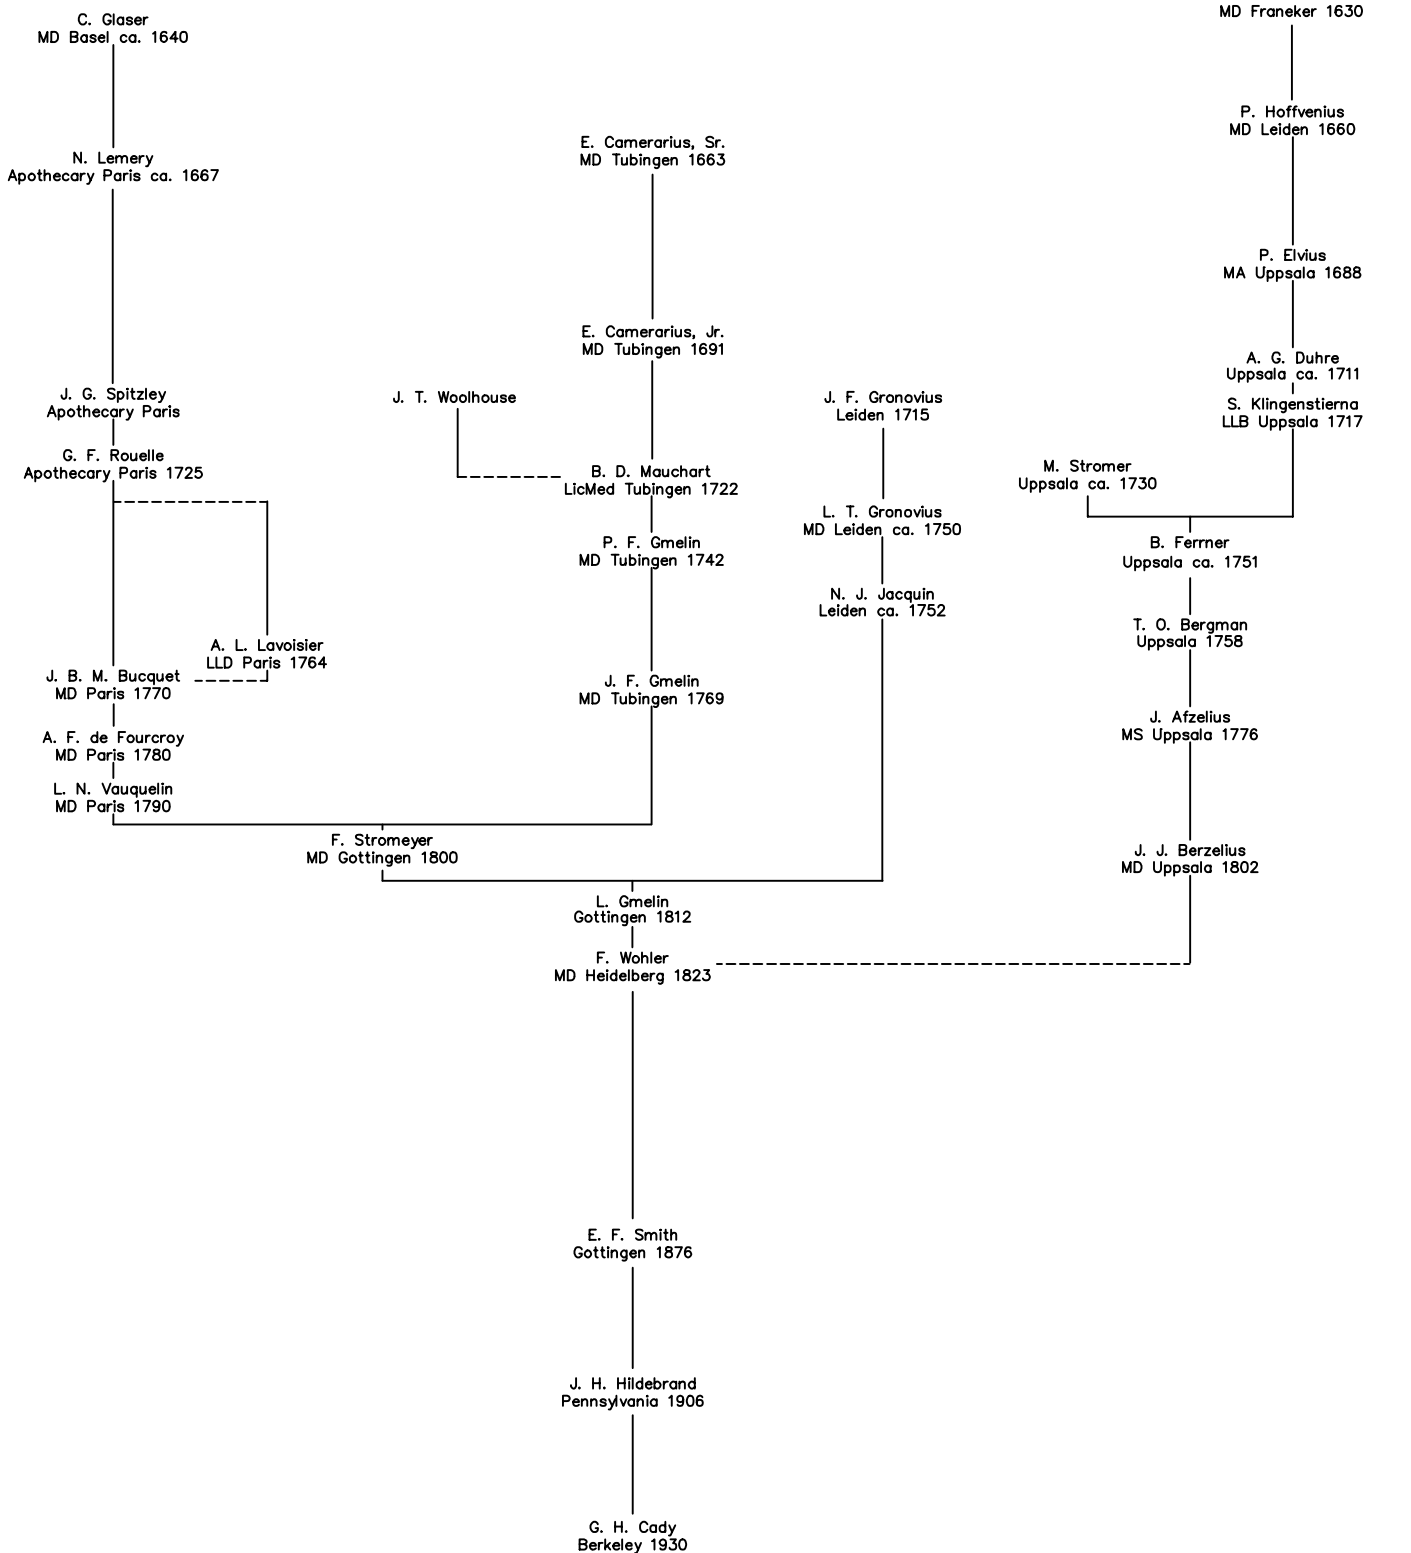 C. Glaser
MD Basel ca. 1640
MD Franeker 1630
P. Hoffvenius
MD Leiden 1660
E. Camerarius, Sr.
MD Tubingen 1663
N. Lemery
Apothecary Paris ca. 1667
P. Elvius
MA Uppsala 1688
E. Camerarius, Jr.
MD Tubingen 1691
A. G. Duhre
Uppsala ca. 1711
J. G. Spitzley
Apothecary Paris
J. T. Woolhouse
J. F. Gronovius
Leiden 1715
S. Klingenstierna
LLB Uppsala 1717
G. F. Rouelle
Apothecary Paris 1725
B. D. Mauchart
LicMed Tubingen 1722
M. Stromer
Uppsala ca. 1730
L. T. Gronovius
MD Leiden ca. 1750
P. F. Gmelin
MD Tubingen 1742
B. Ferrner
Uppsala ca. 1751
N. J. Jacquin
Leiden ca. 1752
T. O. Bergman
Uppsala 1758
A. L. Lavoisier
LLD Paris 1764
J. B. M. Bucquet
MD Paris 1770
J. F. Gmelin
MD Tubingen 1769
J. Afzelius
MS Uppsala 1776
A. F. de Fourcroy
MD Paris 1780
L. N. Vauquelin
MD Paris 1790
F. Stromeyer
MD Gottingen 1800
J. J. Berzelius
MD Uppsala 1802
L. Gmelin
Gottingen 1812
F. Wohler
MD Heidelberg 1823
E. F. Smith
Gottingen 1876
J. H. Hildebrand
Pennsylvania 1906
G. H. Cady
Berkeley 1930